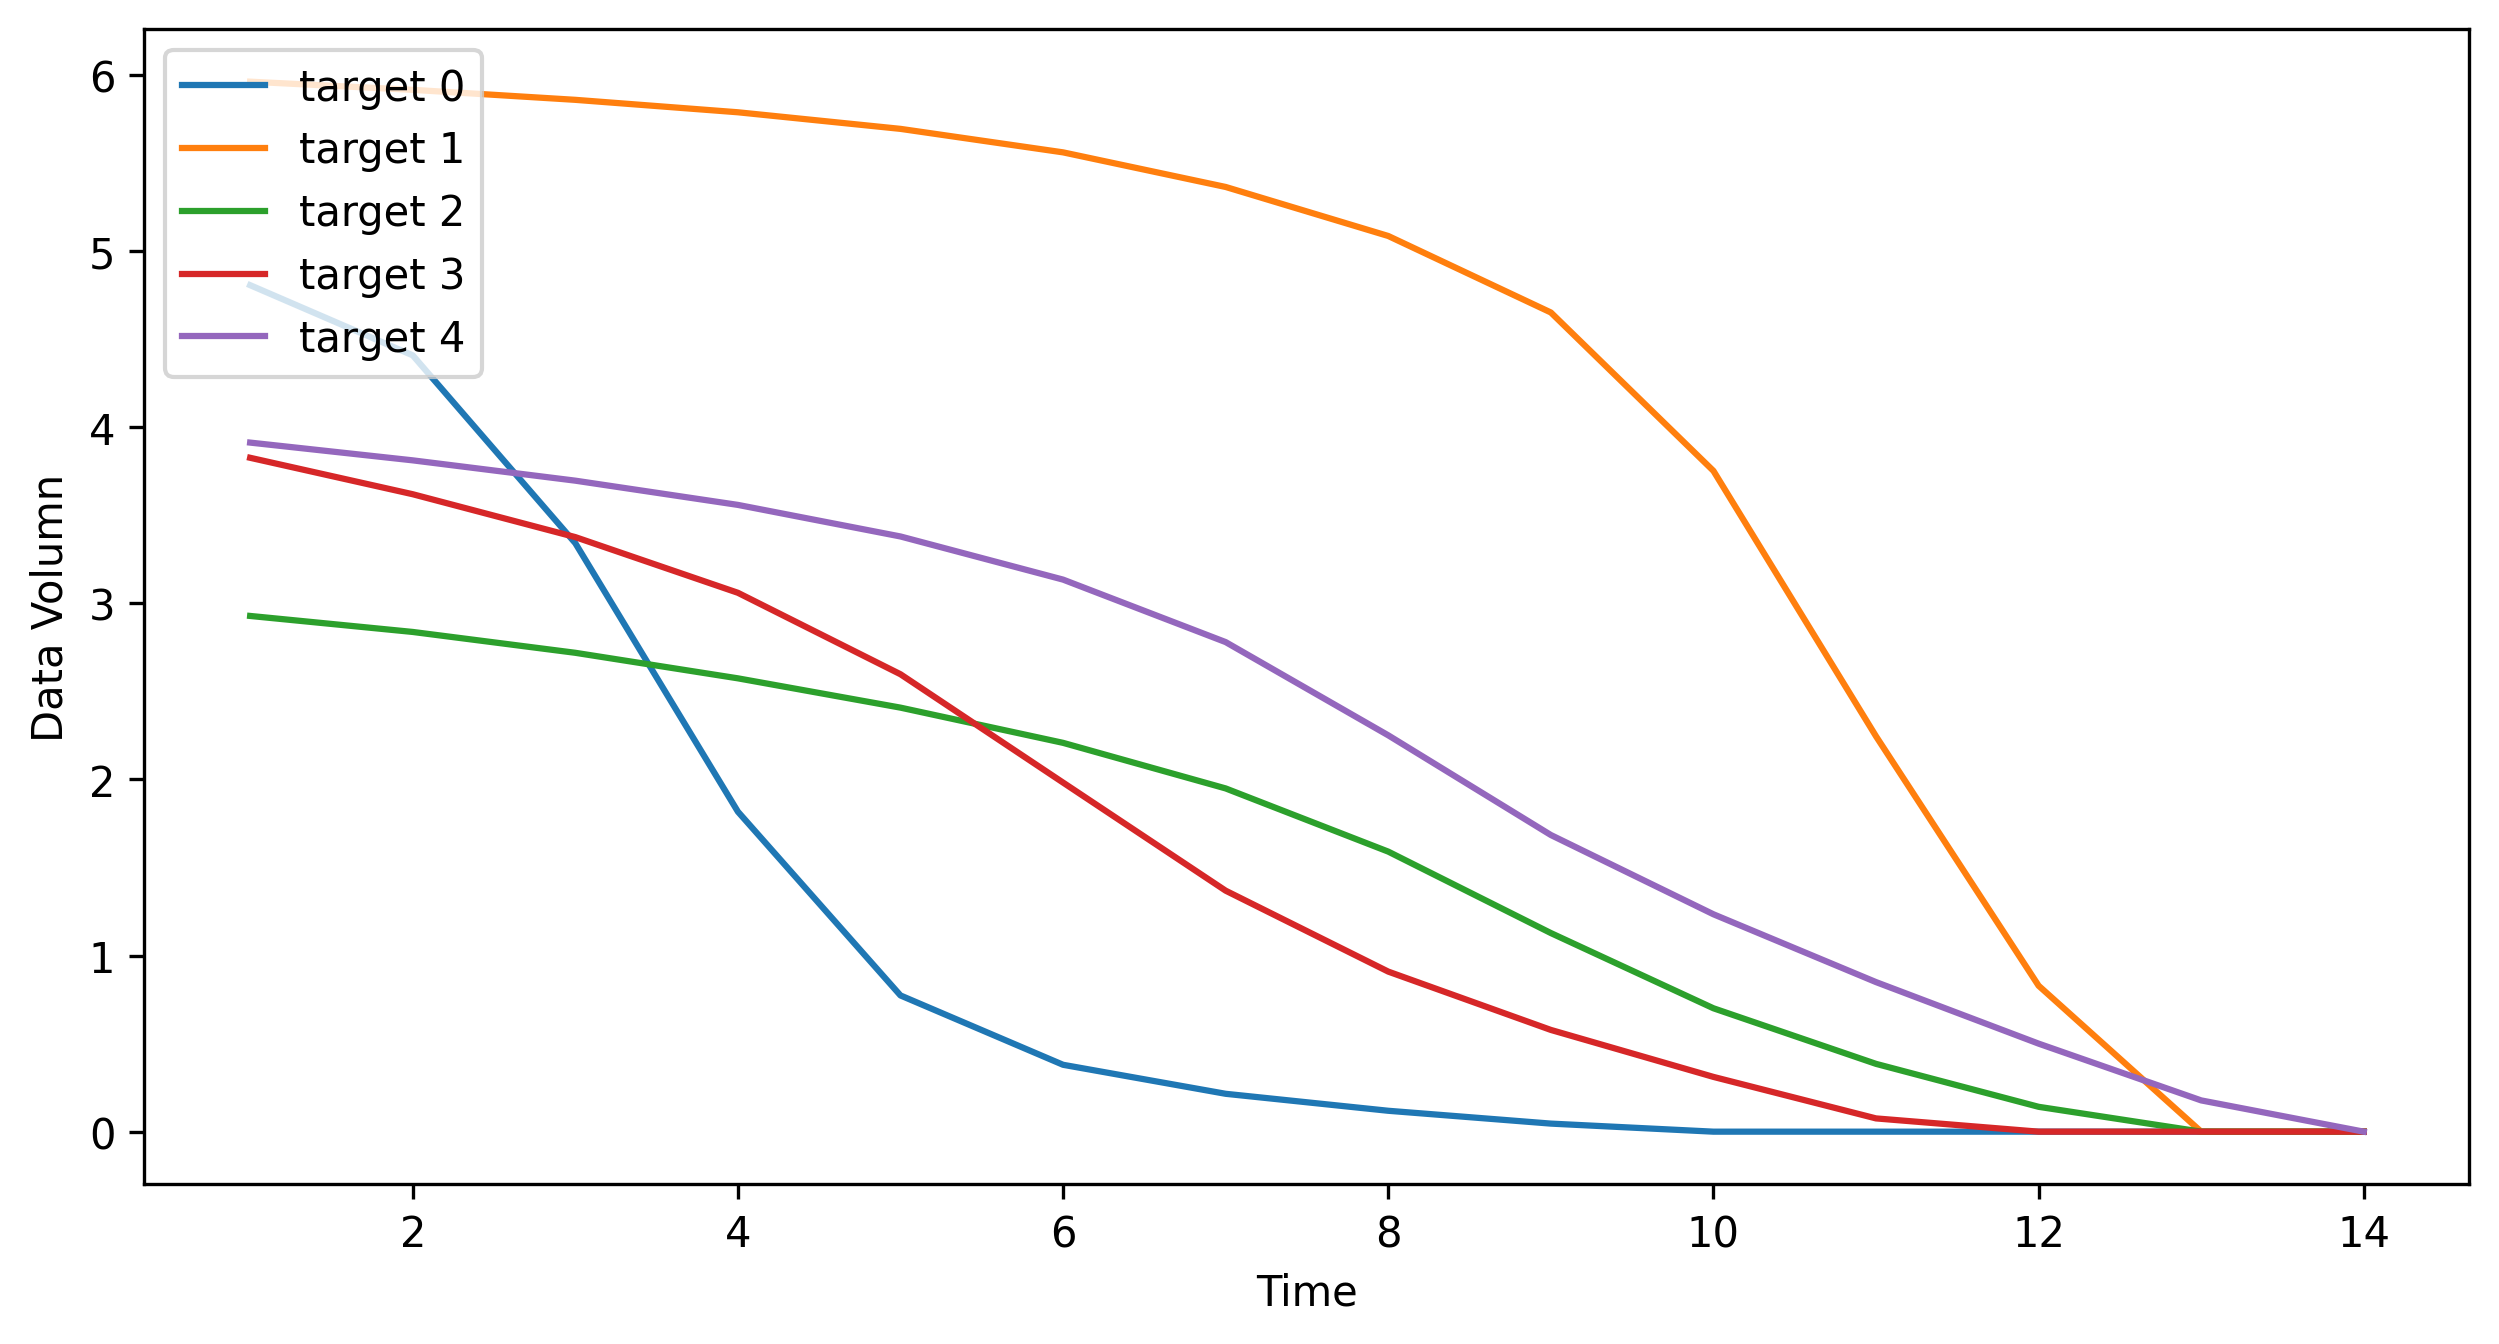 6
5
4
3
2
1
0
Data Volumn
target 0
target 1
target 2
target 3
target 4
2 4 6 8 10 12 14
Time